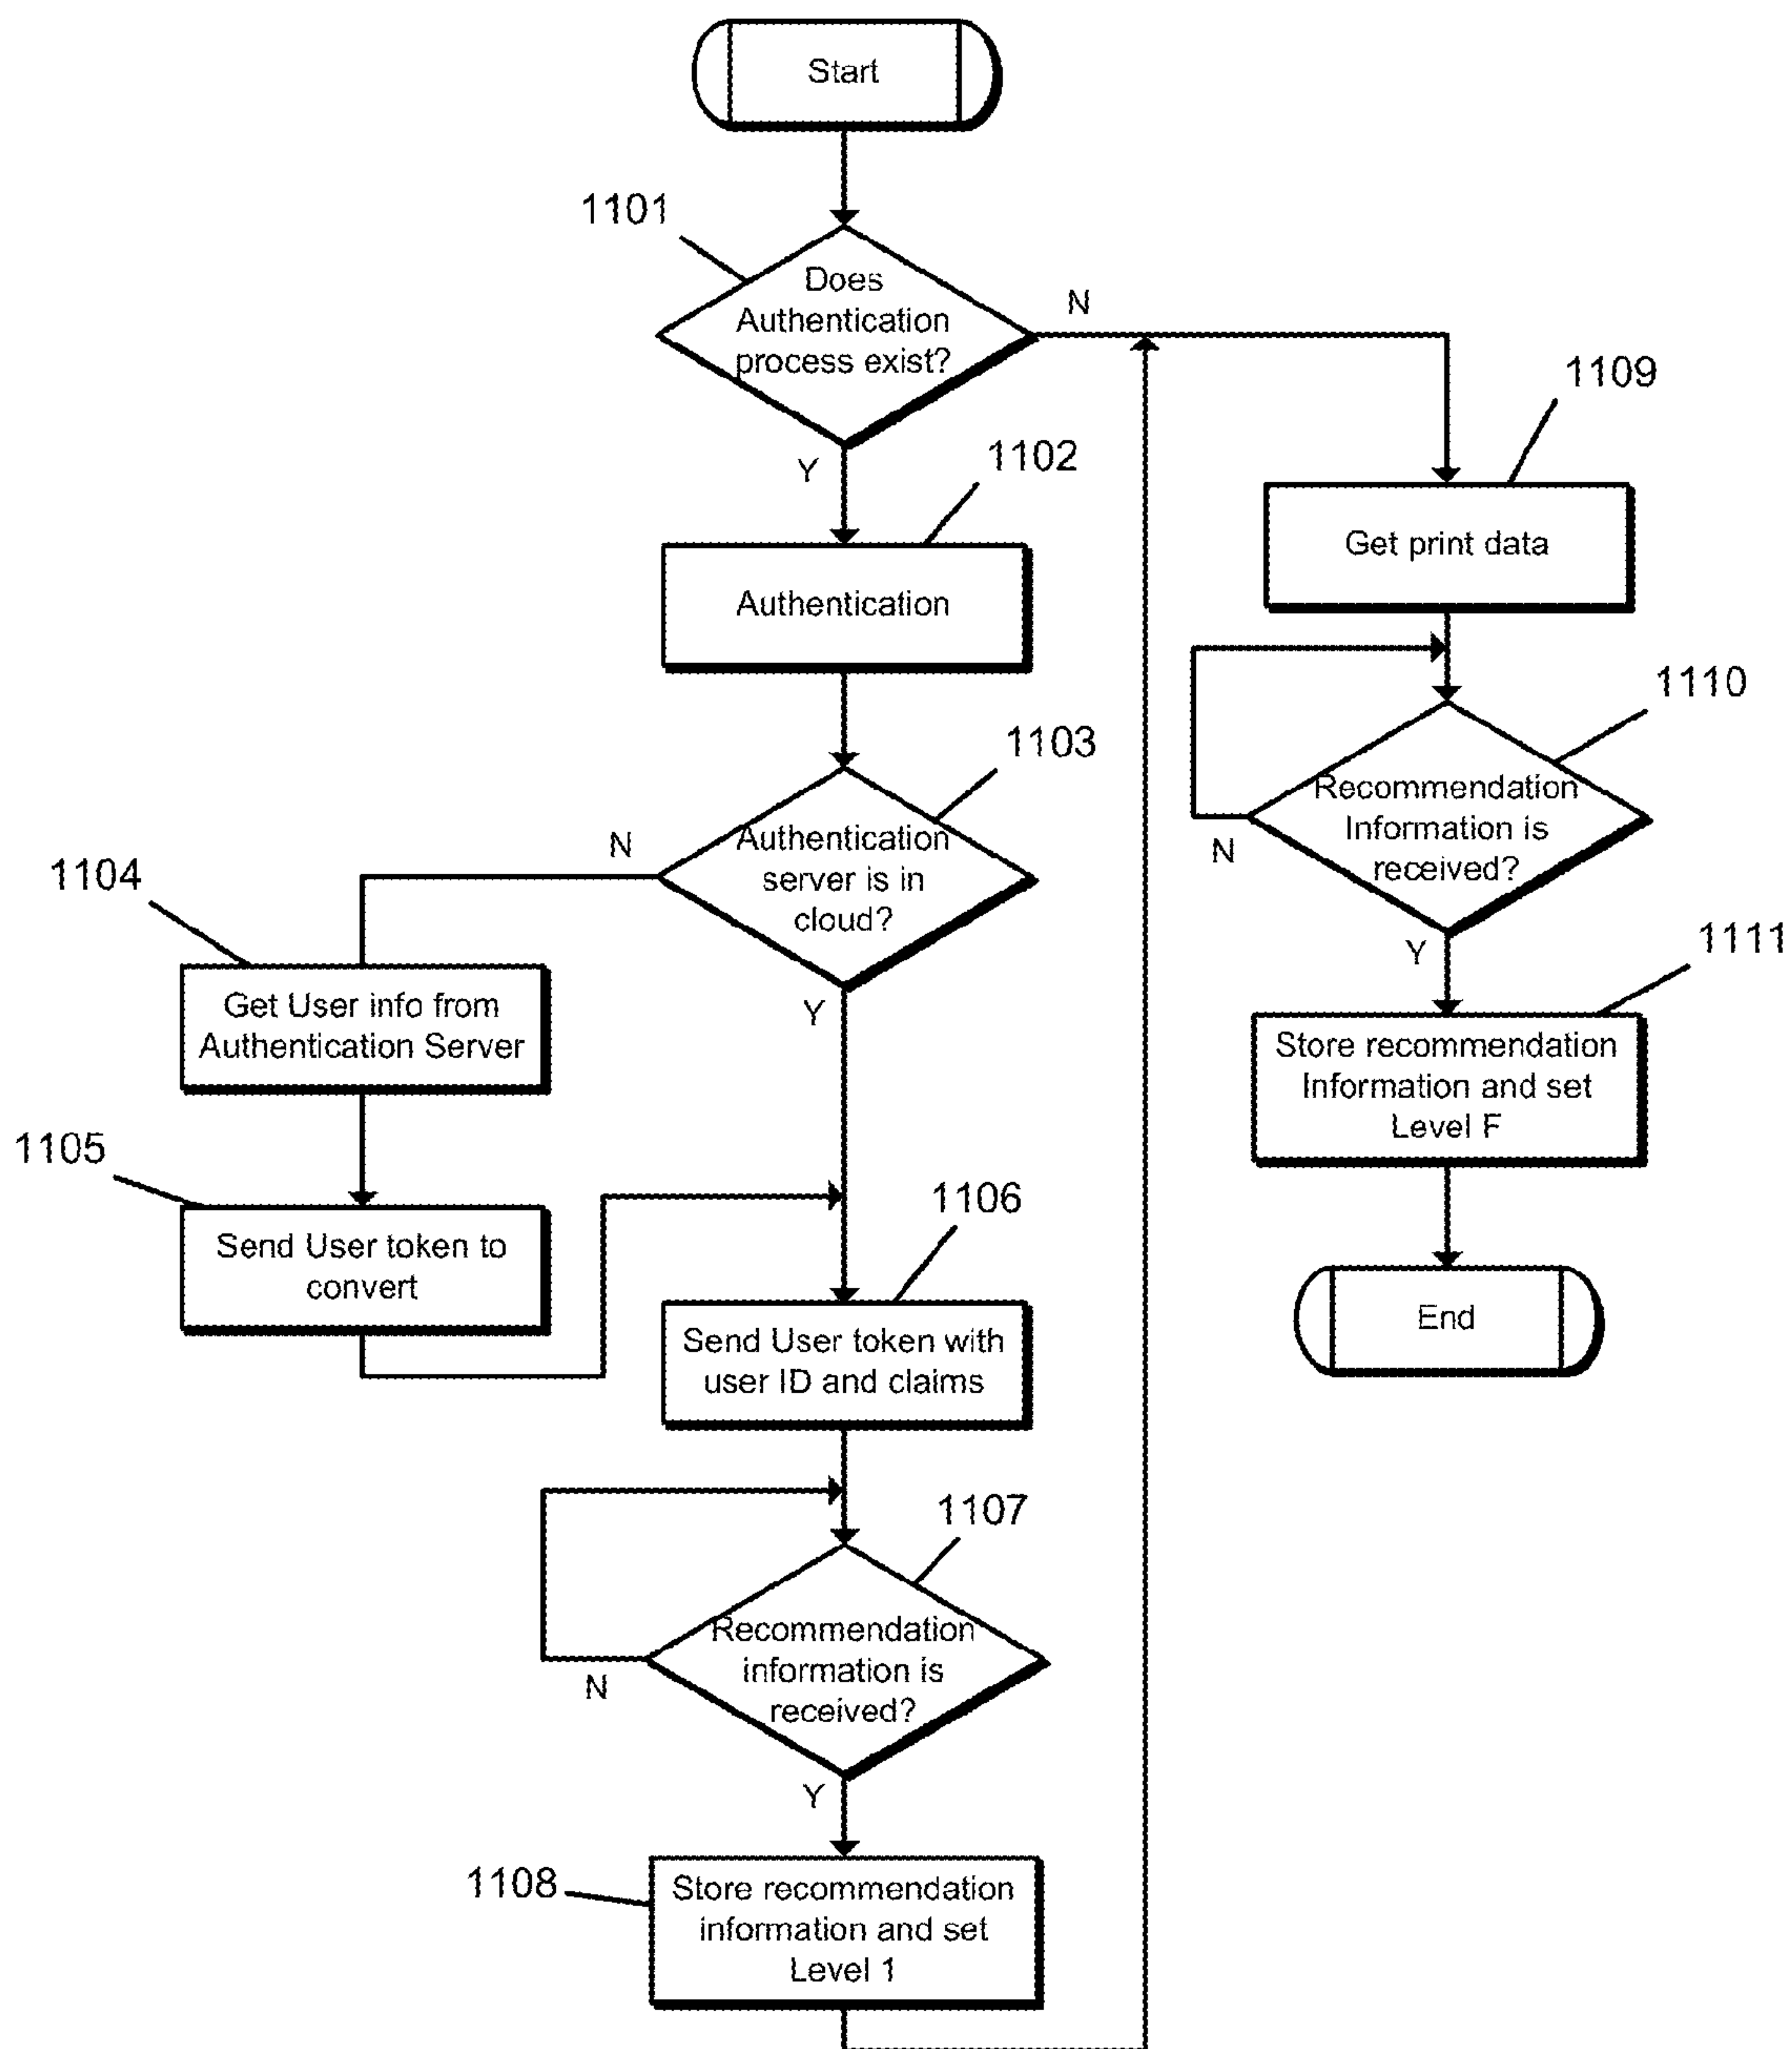 Start
1101
Does
Authentication
process exist?
N
Y
1102
Authentication
1103
Authentication
server is in
cloud?
N
Y
1104
Get User info from
Authentication Server
1105
Send User token to
convert
1106
Send User token with
user ID and claims
1107
Recommendation
information is
received?
N
Y
1108
Store recommendation
information and set
Level 1
1109
Get print data
1110
Recommendation
Information is
received?
N
Y
1111
Store recommendation
Information and set
Level F
End